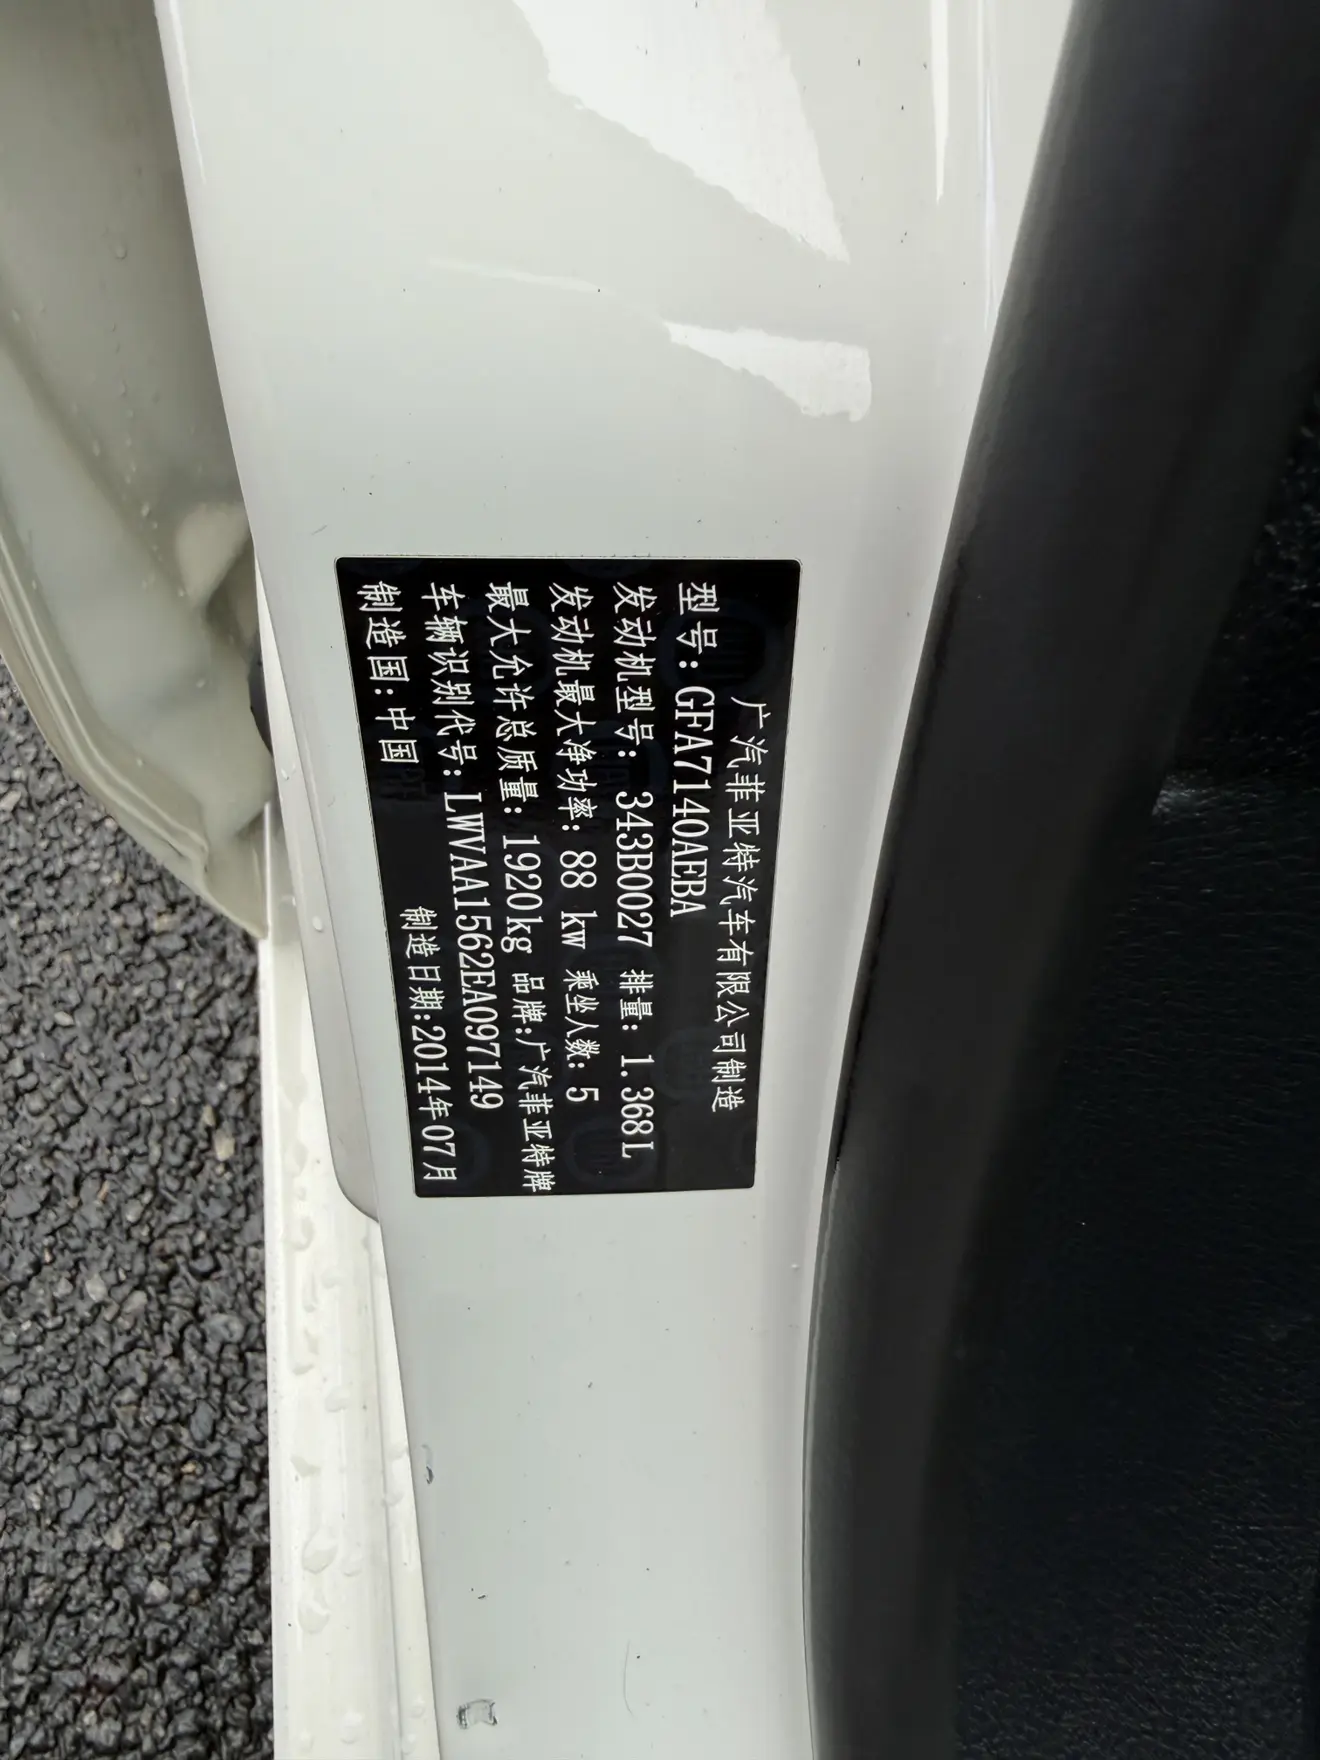 广汽菲亚特汽车有限公司制造
型号:GFA7140AEBA
发动机型号:343B0027 排量:1.368L
发动机最大净功率:88 kw 乘坐人数:5
最大允许总质量:1920kg 品牌:广汽菲亚特牌
车辆识别代号:LWVAA1562EA097149
制造国:中国 制造日期:2014年07月